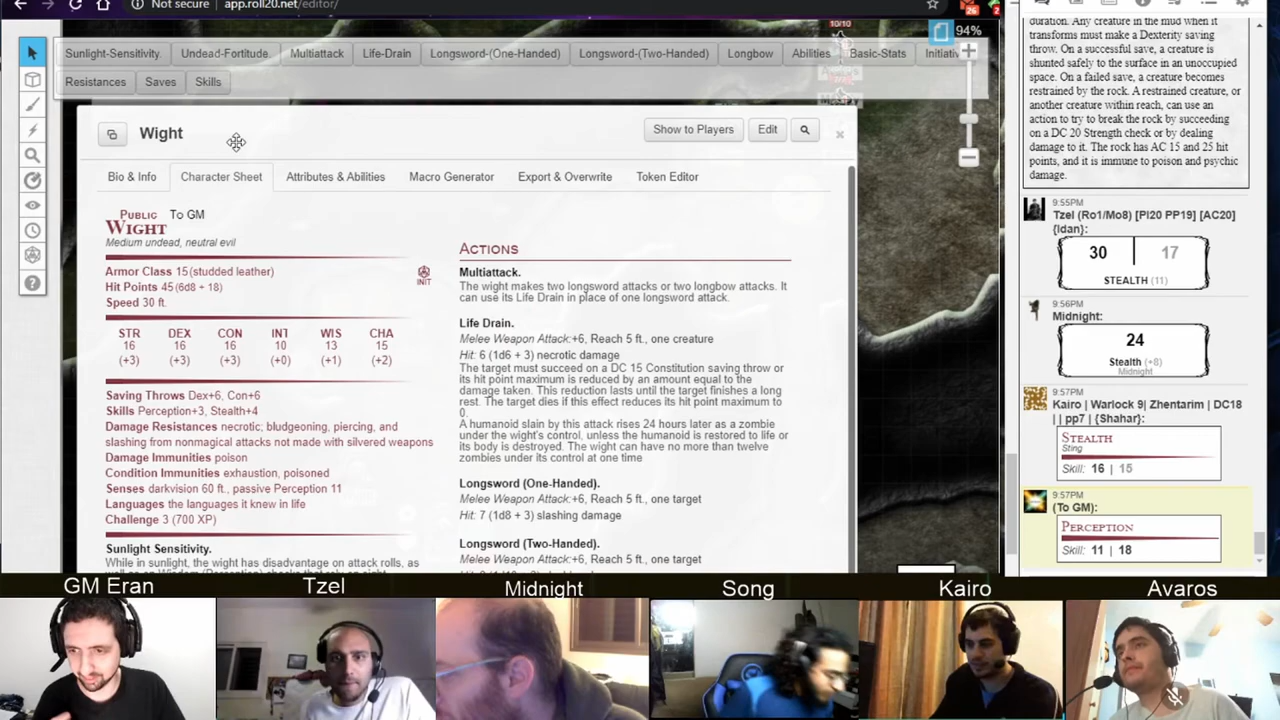 Not secure
app.roll20.net/editor/
26
10/10
94%
Sunlight-Sensitivity
Undead-Fortitude
Multiattack
Life-Drain
Longsword-(One-Handed)
Longsword-(Two-Handed)
Longbow
Abilities
Basic-Stats
Resistances
Saves
Skills
Wight
Show to Players
Edit
Bio & Info
Character Sheet
Attributes & Abilities
Macro Generator
Export & Overwrite
Token Editor
PUBLIC
To GM
WIGHT
Medium undead, neutral evil
Armor Class 15(studded leather)
Hit Points 45(6d8 + 18)
Speed 30 ft.
INIT
STR DEX CON INT WIS CHA
16 16 16 10 13 15
(+3) (+3) (+3) (+0) (+1) (+2)
Saving Throws Dex+6, Con+6
Skills Perception+3, Stealth+4
Damage Resistances necrotic; bludgeoning, piercing, and
slashing from nonmagical attacks not made with silvered weapons
Damage Immunities poison
Condition Immunities exhaustion, poisoned
Senses darkvision 60 ft., passive Perception 11
Languages the languages it knew in life
Challenge 3 (700 XP)
Sunlight Sensitivity.
While in sunlight, the wight has disadvantage on attack rolls, as
ACTIONS
Multiattack.
The wight makes two longsword attacks or two longbow attacks. It
can use its Life Drain in place of one longsword attack.
Life Drain.
Melee Weapon Attack:+6, Reach 5 ft., one creature
Hit: 6 (1d6 + 3) necrotic damage
The target must succeed on a DC 15 Constitution saving throw or
its hit point maximum is reduced by an amount equal to the
damage taken. This reduction lasts until the target finishes a long
rest. The target dies if this effect reduces its hit point maximum to
0.
A humanoid slain by this attack rises 24 hours later as a zombie
under the wight's control, unless the humanoid is restored to life or
its body is destroyed. The wight can have no more than twelve
zombies under its control at one time
Longsword (One-Handed).
Melee Weapon Attack:+6, Reach 5 ft., one target
Hit: 7 (1d8 + 3) slashing damage
Longsword (Two-Handed).
Melee Weapon Attack:+6, Reach 5 ft., one target
duration. Any creature in the mud when it
transforms must make a Dexterity saving
throw. On a successful save, a creature is
shunted safely to the surface in an unoccupied
space. On a failed save, a creature becomes
restrained by the rock. A restrained creature, or
another creature within reach, can use an
action to try to break the rock by succeeding
on a DC 20 Strength check or by dealing
damage to it. The rock has AC 15 and 25 hit
points, and it is immune to poison and psychic
damage.
9:55PM
Tzel (Ro1/Mo8) [PI20 PP19] [AC20]
{Idan}:
30 17
STEALTH (11)
9:56PM
Midnight:
24
Stealth (+8)
Midnight
9:57PM
Kairo | Warlock 9| Zhentarim | DC18
| | pp7 | {Shahar}:
STEALTH
Sting
Skill: 16 | 15
9:57PM
(To GM):
PERCEPTION
Skill: 11 | 18
GM Eran
Tzel
Midnight
Song
Kairo
Avaros